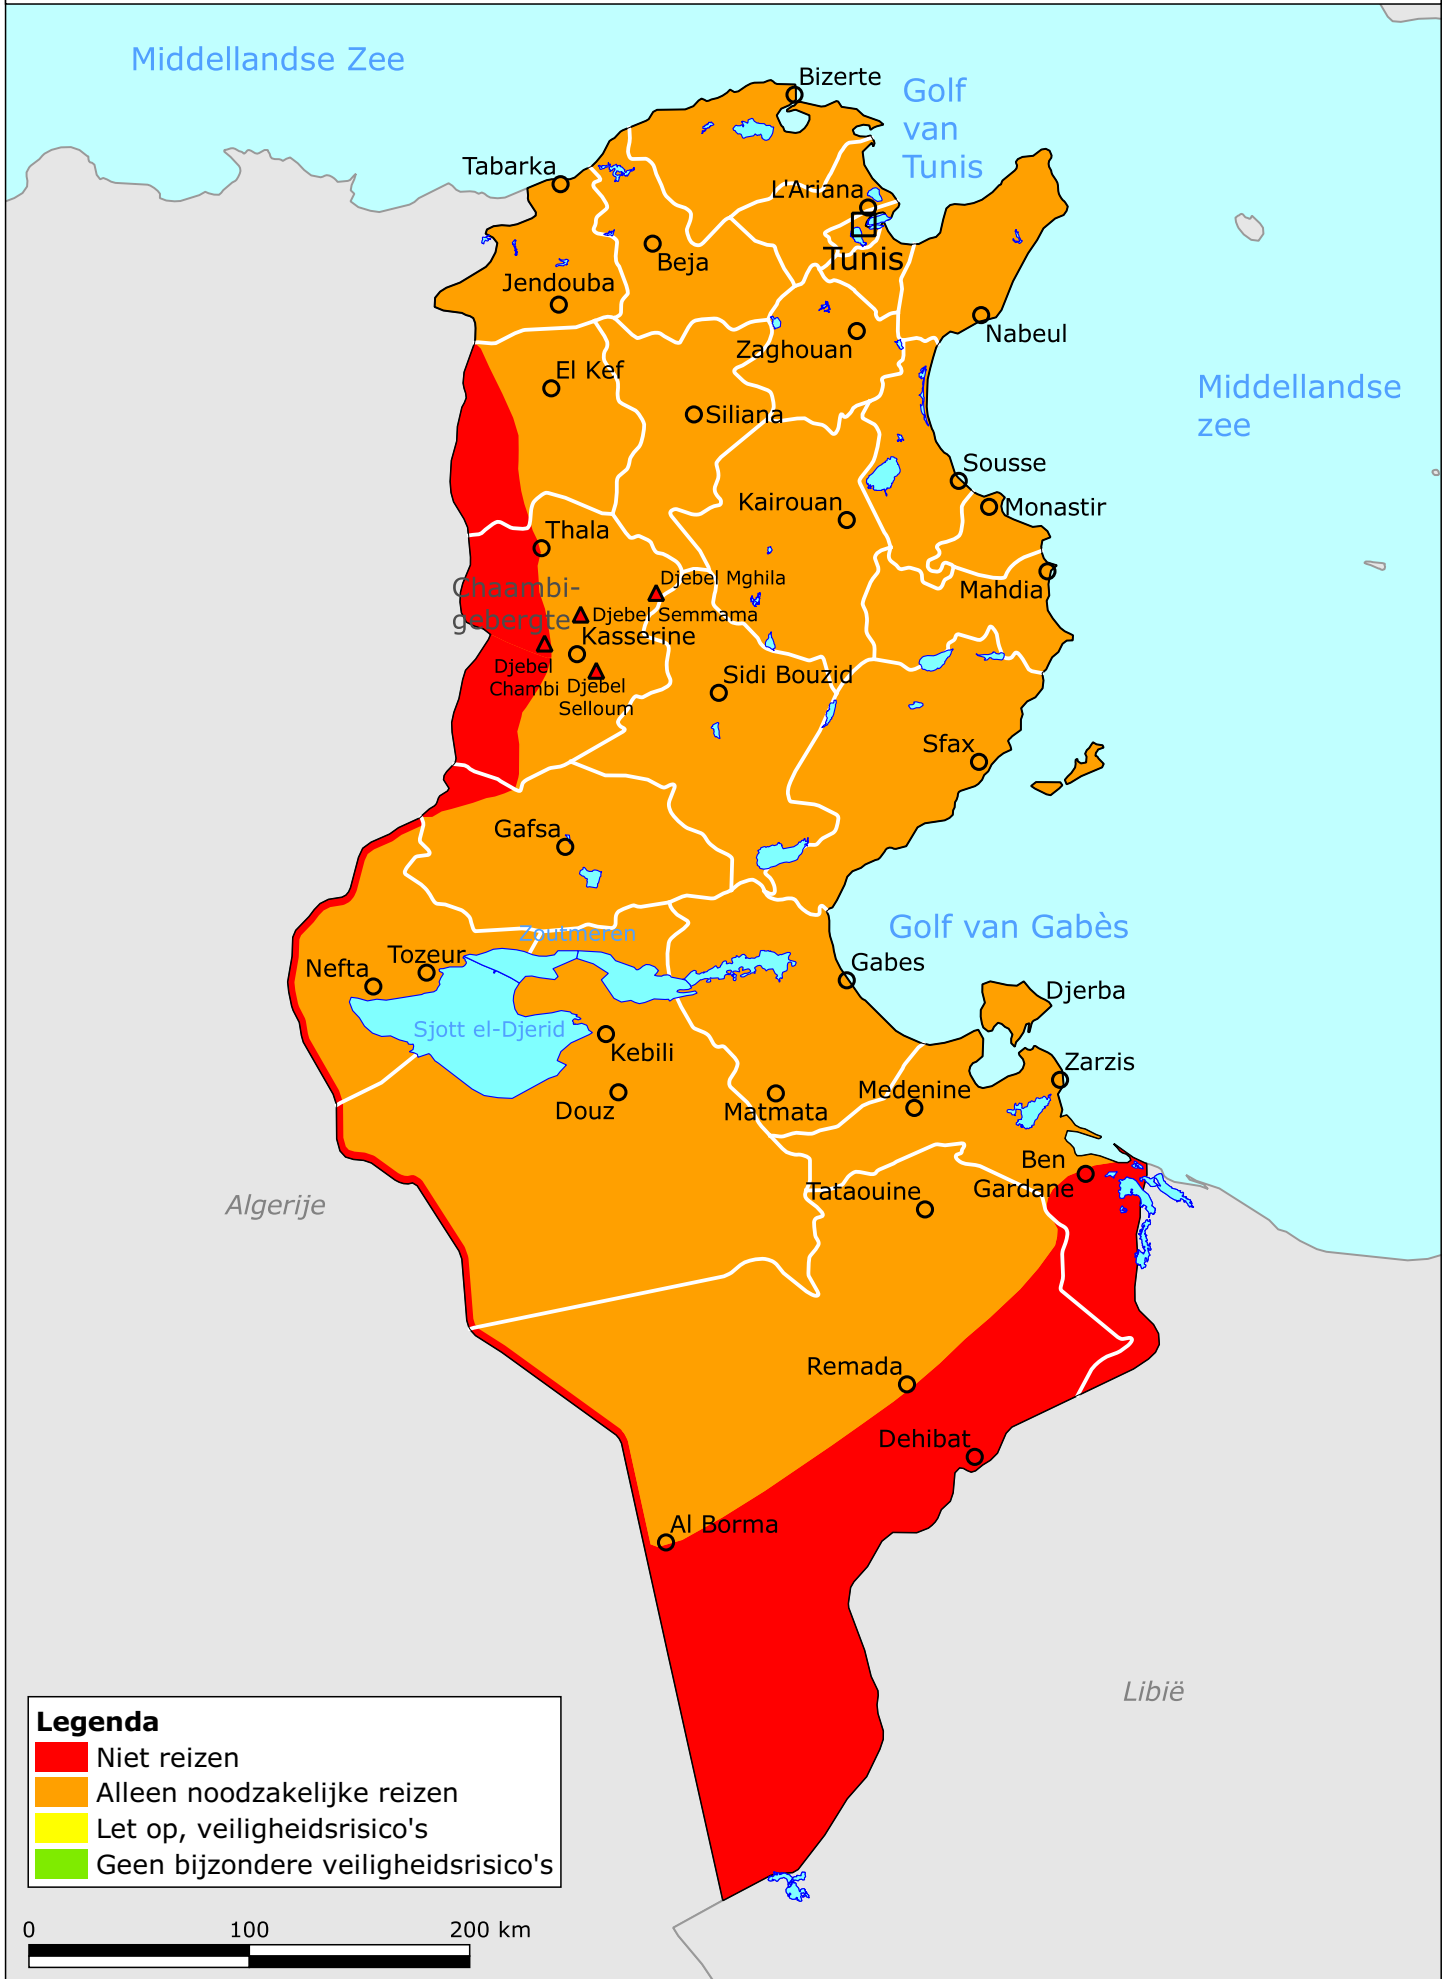 Middellandse Zee
Bizerte
Golf
van
Tunis
Tabarka
L'Ariana
Tunis
Beja
Jendouba
Nabeul
Zaghouan
El Kef
Middellandse
zee
Siliana
Sousse
Kairouan
Monastir
Thala
Djebel Mghila
Chaambi-
gebergte
Mahdia
Djebel Semmama
Kasserine
Djebel
Chambi
Djebel
Selloum
Sidi Bouzid
Sfax
Gafsa
Zoutmeren
Golf van Gabès
Tozeur
Nefta
Gabes
Djerba
Sjott el-Djerid
Kebili
Zarzis
Douz
Matmata
Medenine
Ben
Gardane
Tataouine
Algerije
Remada
Dehibat
Al Borma
Libië
Legenda
Niet reizen
Alleen noodzakelijke reizen
Let op, veiligheidsrisico's
Geen bijzondere veiligheidsrisico's
0 100 200 km